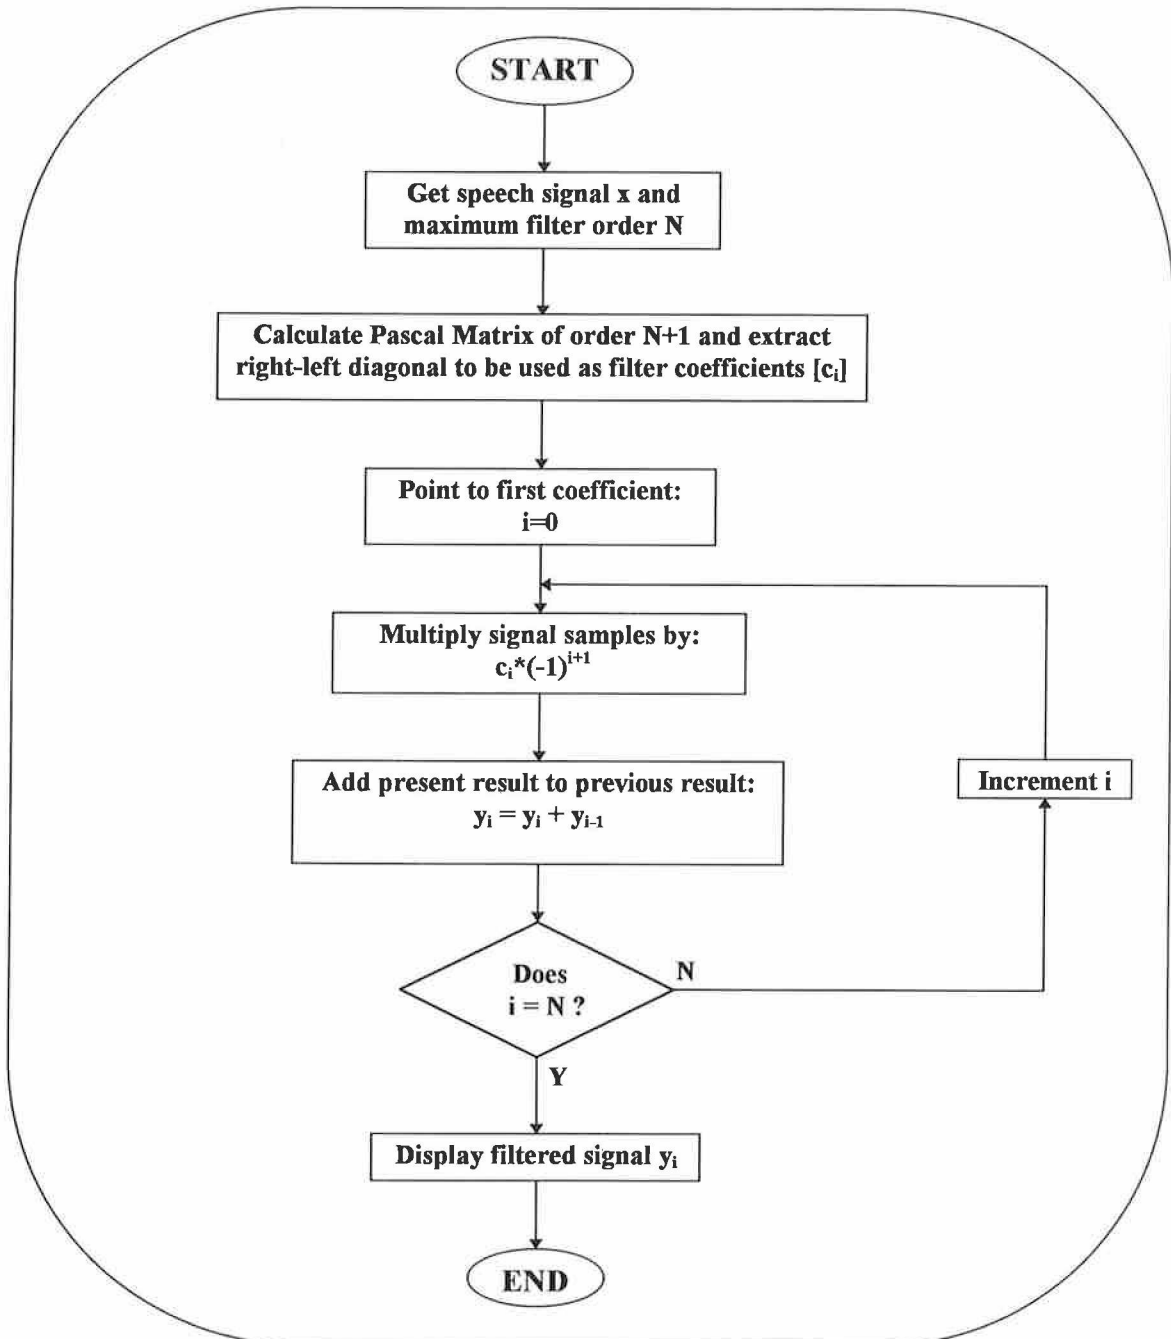 START
Get speech signal x and
maximum filter order N
Calculate Pascal Matrix of order N+1 and extract
right-left diagonal to be used as filter coefficients [cᵢ]
Point to first coefficient:
i=0
Multiply signal samples by:
cᵢ*(-1)ⁱ⁺¹
Add present result to previous result:
yᵢ = yᵢ + yᵢ₋₁
Increment i
Does
i = N ?
N
Y
Display filtered signal yᵢ
END